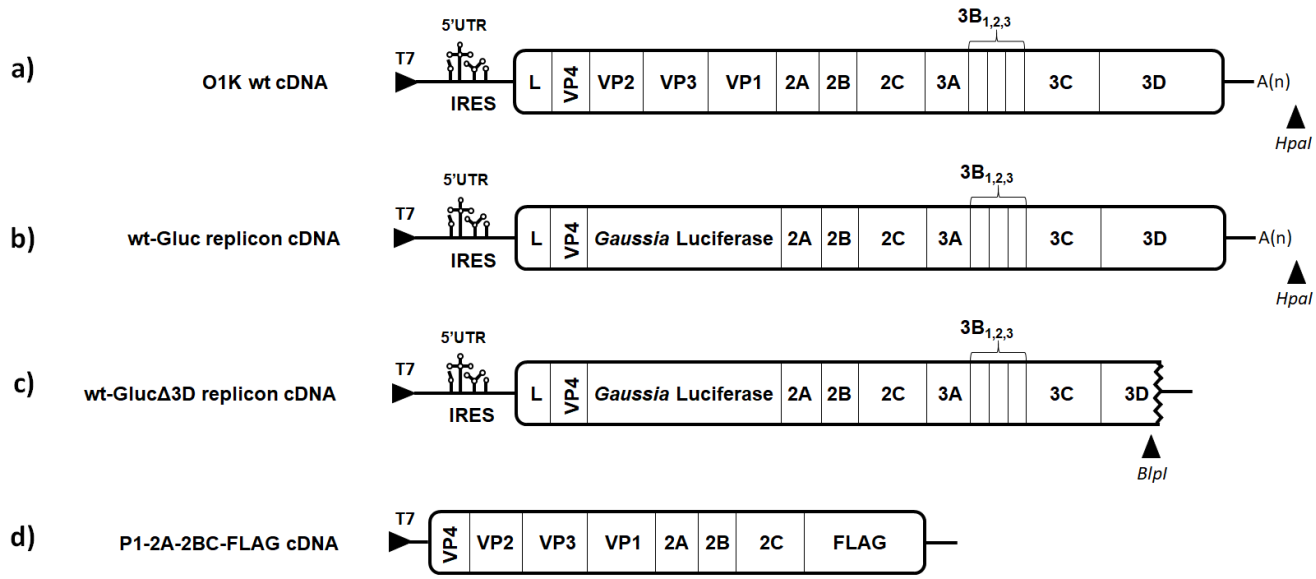 a)
O1K wt cDNA
T7
5'UTR
IRES
3B1,2,3
L VP4 VP2 VP3 VP1 2A 2B 2C 3A 3C 3D
A(n)
HpaI
b)
wt-Gluc replicon cDNA
T7
5'UTR
IRES
3B1,2,3
L VP4 Gaussia Luciferase 2A 2B 2C 3A 3C 3D
A(n)
HpaI
c)
wt-GlucΔ3D replicon cDNA
T7
5'UTR
IRES
3B1,2,3
L VP4 Gaussia Luciferase 2A 2B 2C 3A 3C 3D
BlpI
d)
P1-2A-2BC-FLAG cDNA
T7
VP4 VP2 VP3 VP1 2A 2B 2C FLAG